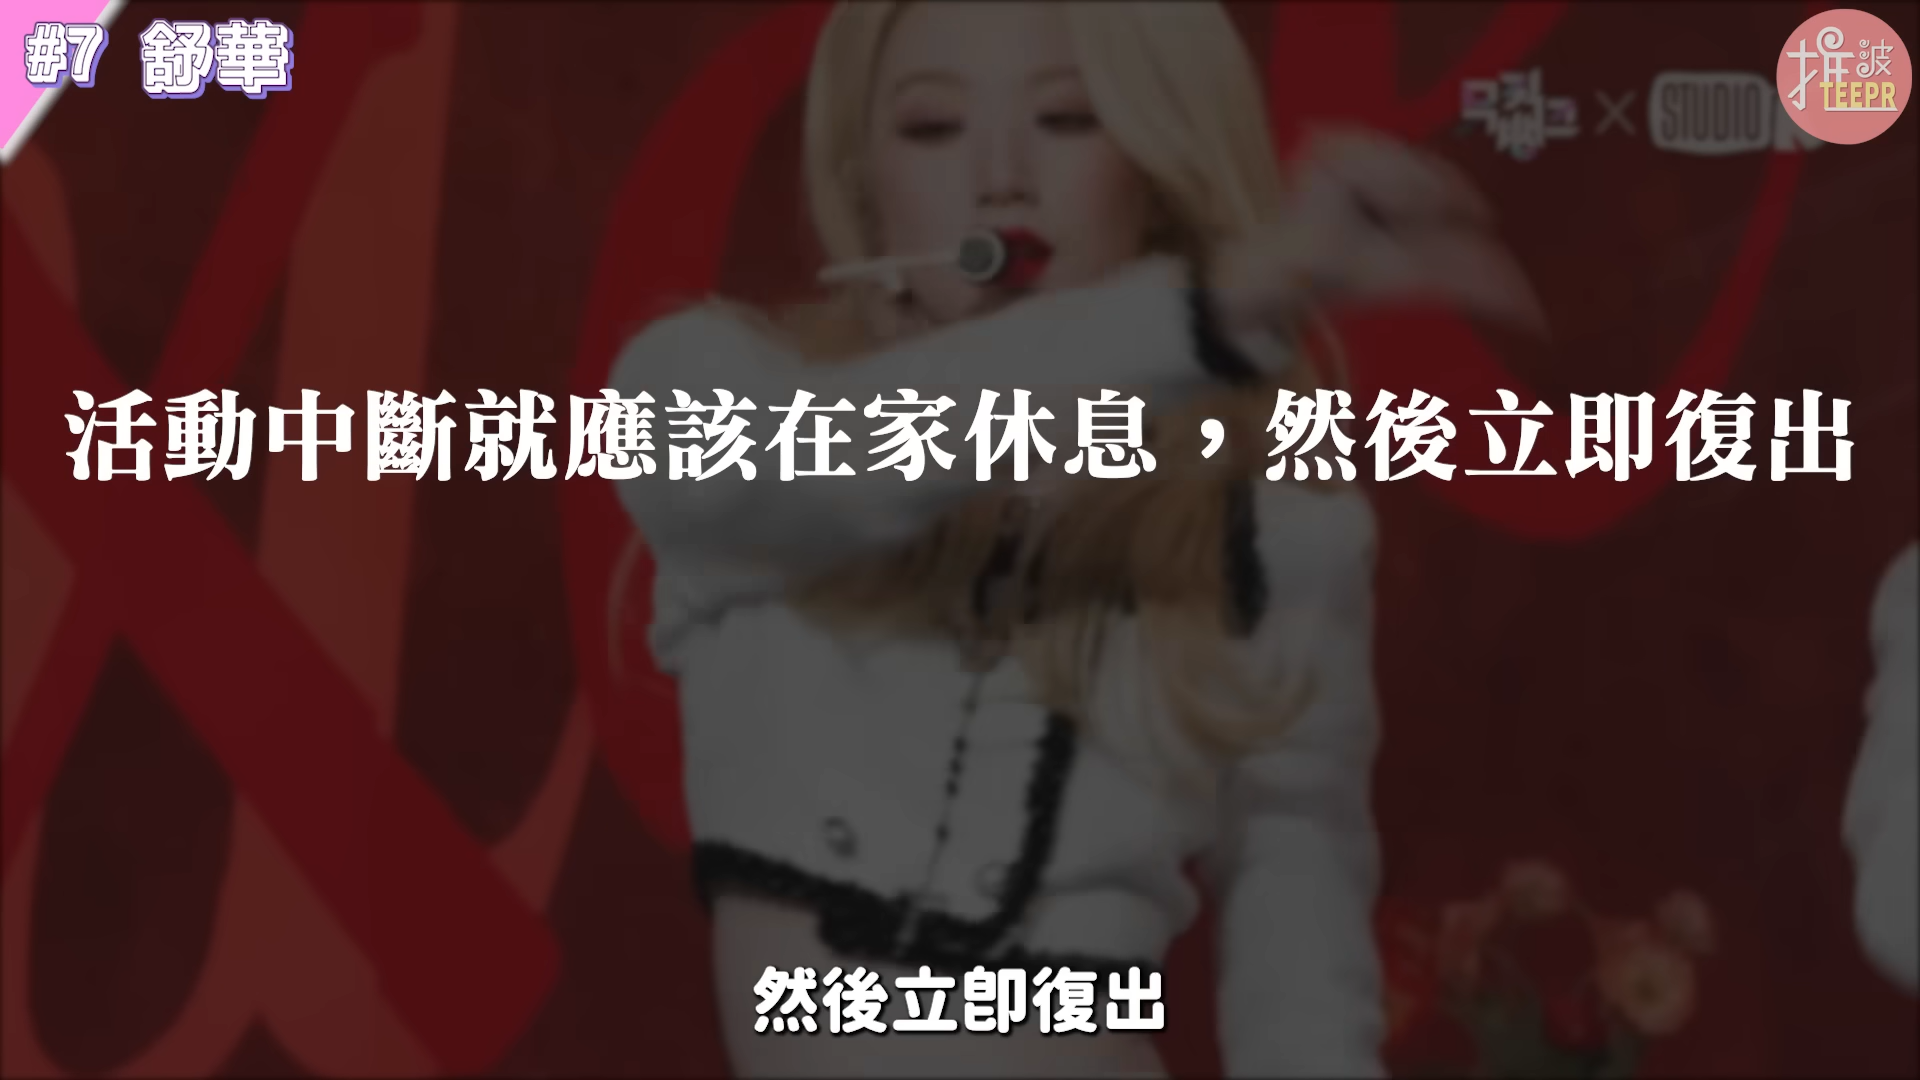 #7 舒華
推波
TEEPR
× STUDIO
活動中斷就應該在家休息，然後立即復出
然後立即復出